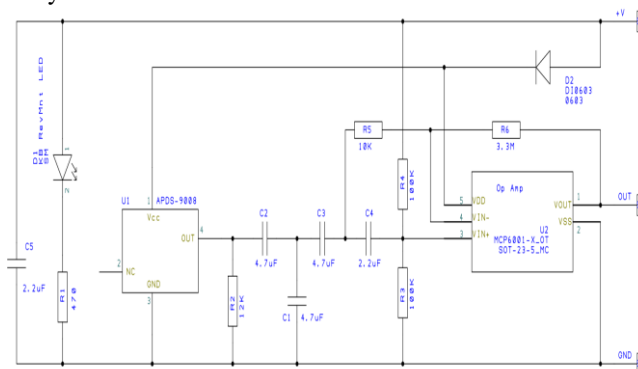 +V
D1
RevMni LED
D2
DI0603
0603
R5
10K
R6
3.3M
R4
100K
Op Amp
5 VDD
4 VIN-
3 VIN+
VOUT 1
VSS 2
U2
MCP6001-X_OT
SOT-23-5_MC
OUT
U1
APDS-9008
1
Vcc
OUT 4
2
NC
GND
3
1
2
C2
4.7uF
C3
4.7uF
C4
2.2uF
C1 4.7uF
R2
12K
R3
100K
R1
470
C5
2.2uF
GND